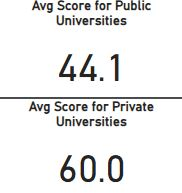 Avg Score for Public
Universities
44.1
Avg Score for Private
Universities
60.0